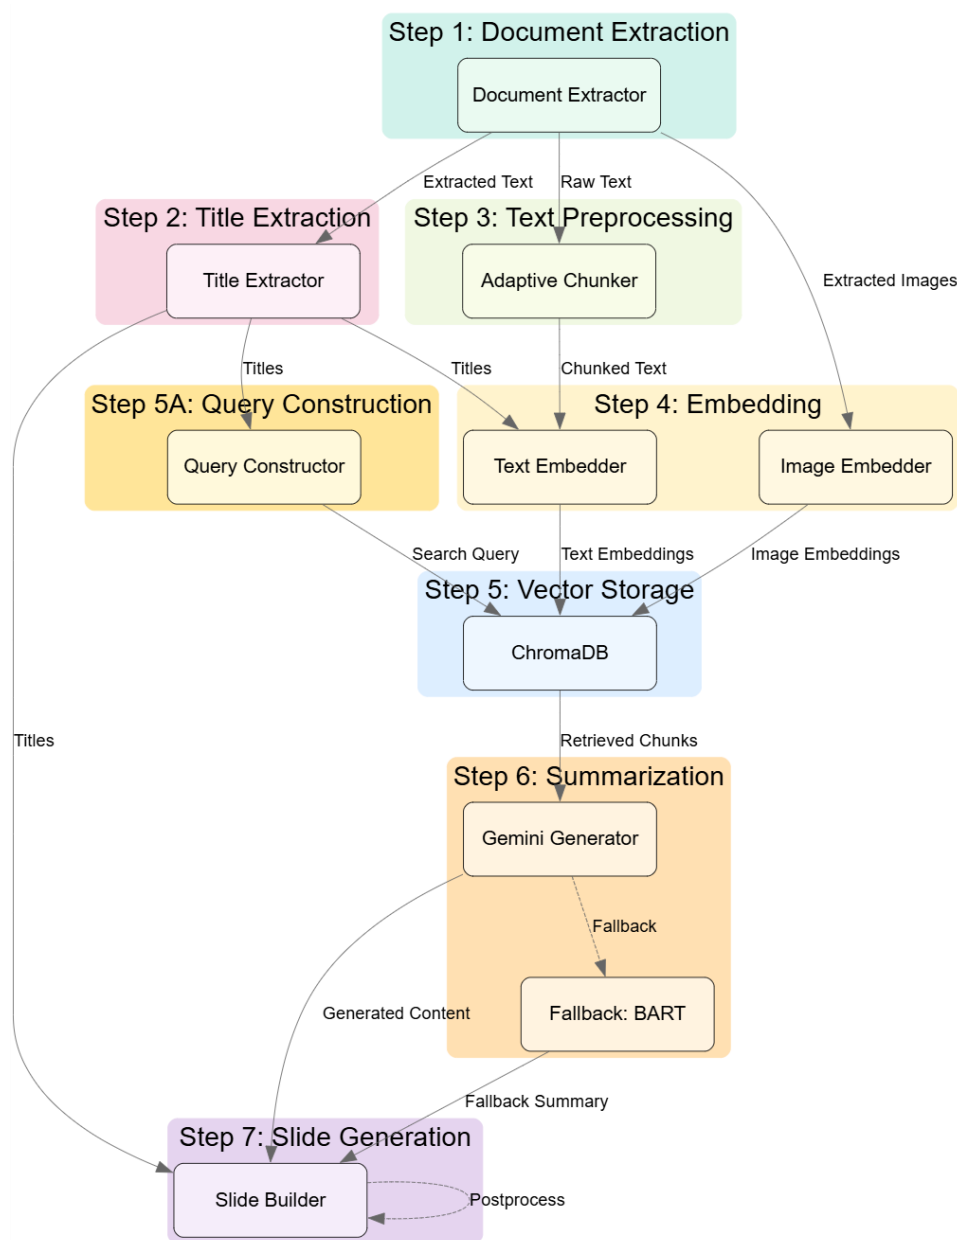 Step 1: Document Extraction
Document Extractor
Extracted Text
Raw Text
Step 2: Title Extraction
Step 3: Text Preprocessing
Title Extractor
Adaptive Chunker
Extracted Images
Titles
Titles
Chunked Text
Step 5A: Query Construction
Step 4: Embedding
Query Constructor
Text Embedder
Image Embedder
Search Query
Text Embeddings
Image Embeddings
Step 5: Vector Storage
ChromaDB
Titles
Retrieved Chunks
Step 6: Summarization
Gemini Generator
Fallback
Generated Content
Fallback: BART
Fallback Summary
Step 7: Slide Generation
Slide Builder
Postprocess